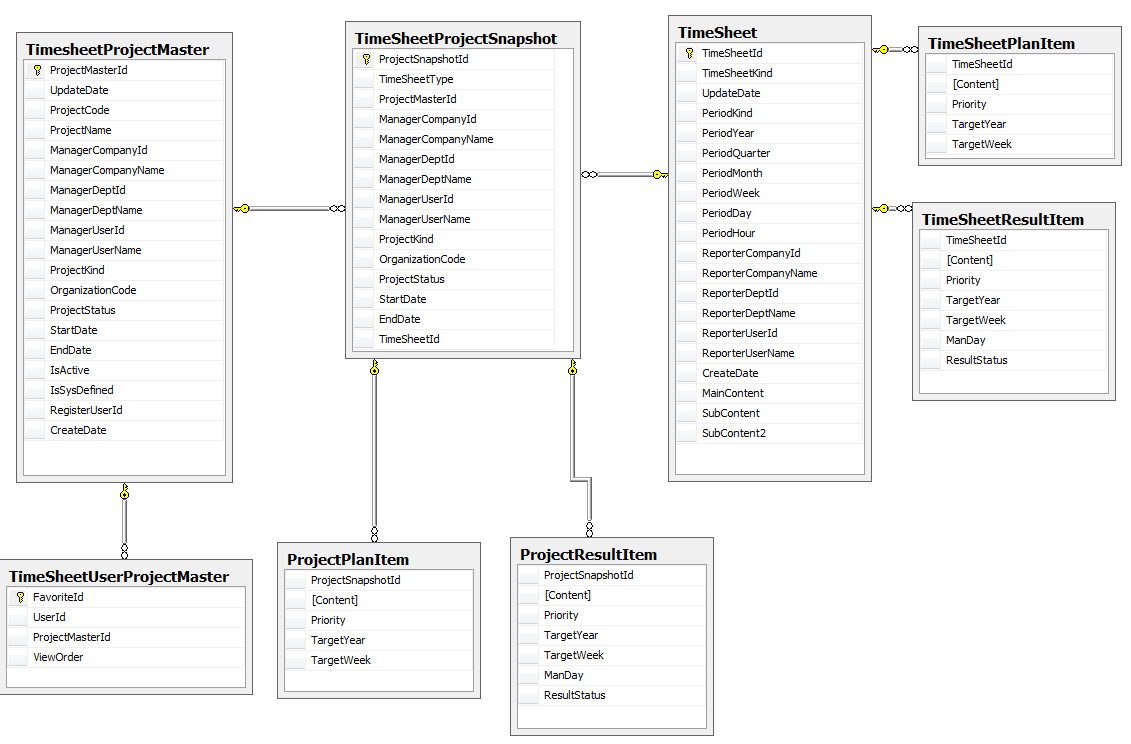 TimesheetProjectMaster
ProjectMasterId
UpdateDate
ProjectCode
ProjectName
ManagerCompanyId
ManagerCompanyName
ManagerDeptId
ManagerDeptName
ManagerUserId
ManagerUserName
ProjectKind
OrganizationCode
ProjectStatus
StartDate
EndDate
IsActive
IsSysDefined
RegisterUserId
CreateDate
TimeSheetProjectSnapshot
ProjectSnapshotId
TimeSheetType
ProjectMasterId
ManagerCompanyId
ManagerCompanyName
ManagerDeptId
ManagerDeptName
ManagerUserId
ManagerUserName
ProjectKind
OrganizationCode
ProjectStatus
StartDate
EndDate
TimeSheetId
TimeSheet
TimeSheetId
TimeSheetKind
UpdateDate
PeriodKind
PeriodYear
PeriodQuarter
PeriodMonth
PeriodWeek
PeriodDay
PeriodHour
ReporterCompanyId
ReporterCompanyName
ReporterDeptId
ReporterDeptName
ReporterUserId
ReporterUserName
CreateDate
MainContent
SubContent
SubContent2
TimeSheetPlanItem
TimeSheetId
[Content]
Priority
TargetYear
TargetWeek
TimeSheetResultItem
TimeSheetId
[Content]
Priority
TargetYear
TargetWeek
ManDay
ResultStatus
TimeSheetUserProjectMaster
FavoriteId
UserId
ProjectMasterId
ViewOrder
ProjectPlanItem
ProjectSnapshotId
[Content]
Priority
TargetYear
TargetWeek
ProjectResultItem
ProjectSnapshotId
[Content]
Priority
TargetYear
TargetWeek
ManDay
ResultStatus